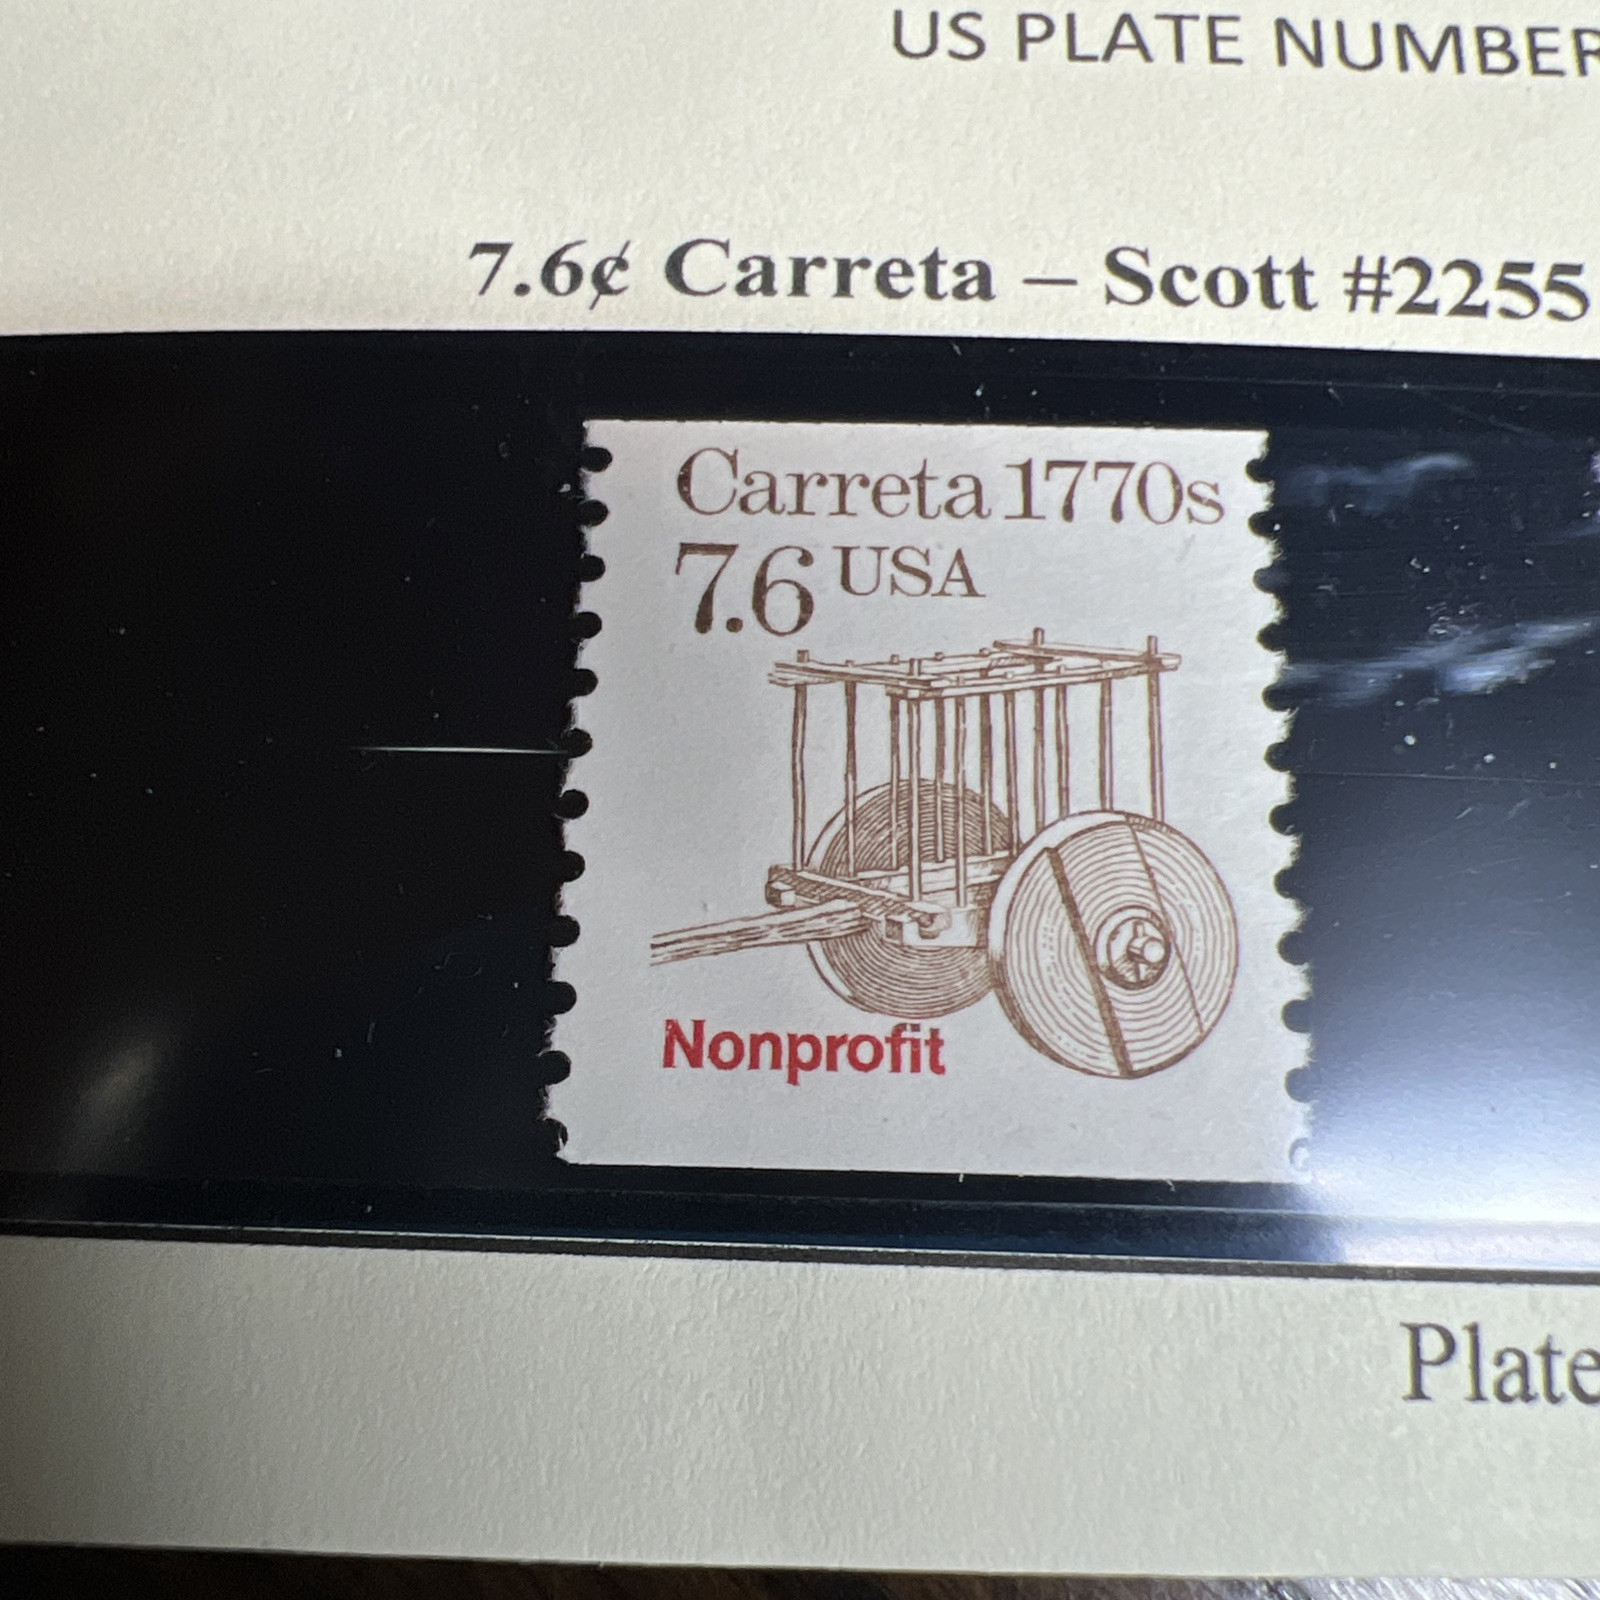 US PLATE NUMBER
7.6¢ Carreta – Scott #2255
Carreta 1770s
7.6 USA
Nonprofit
Plate